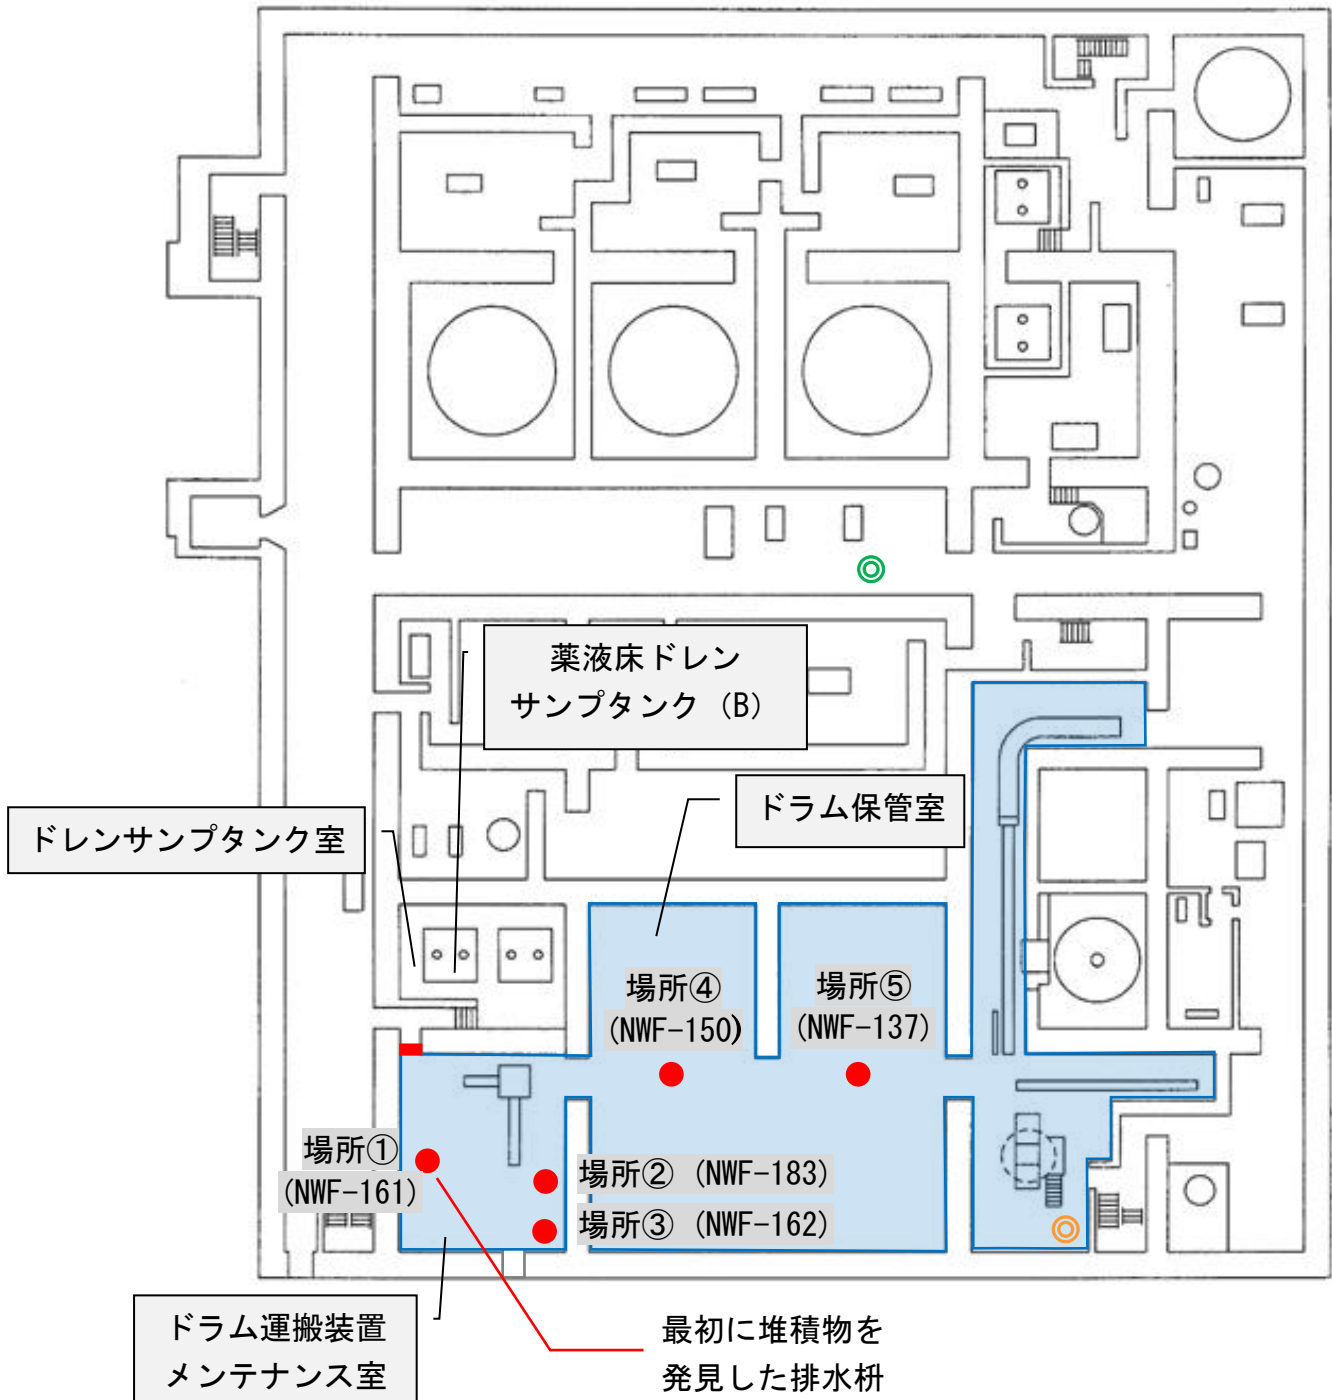 薬液床ドレン
サンプタンク（B）
ドラム保管室
ドレンサンプタンク室
場所④
(NWF-150)
場所⑤
(NWF-137)
場所①
(NWF-161)
場所②（NWF-183）
場所③（NWF-162）
ドラム運搬装置
メンテナンス室
最初に堆積物を
発見した排水枡